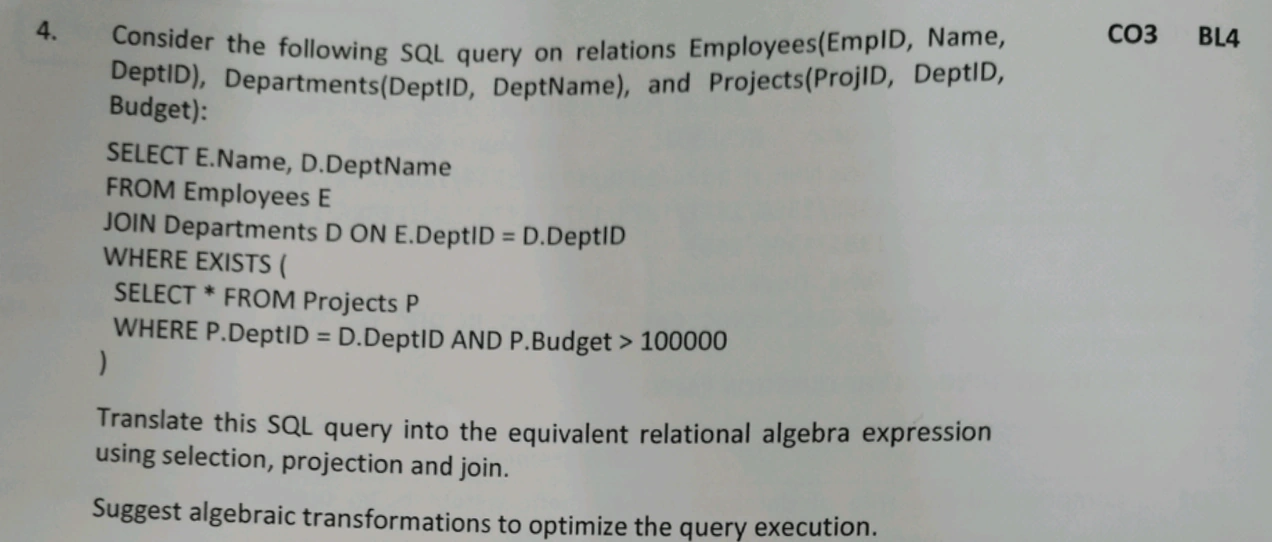 4. Consider the following SQL query on relations Employees(EmpID, Name, CO3 BL4
DeptID), Departments(DeptID, DeptName), and Projects(ProjID, DeptID,
Budget):
SELECT E.Name, D.DeptName
FROM Employees E
JOIN Departments D ON E.DeptID = D.DeptID
WHERE EXISTS (
SELECT * FROM Projects P
WHERE P.DeptID = D.DeptID AND P.Budget > 100000
)
Translate this SQL query into the equivalent relational algebra expression
using selection, projection and join.
Suggest algebraic transformations to optimize the query execution.